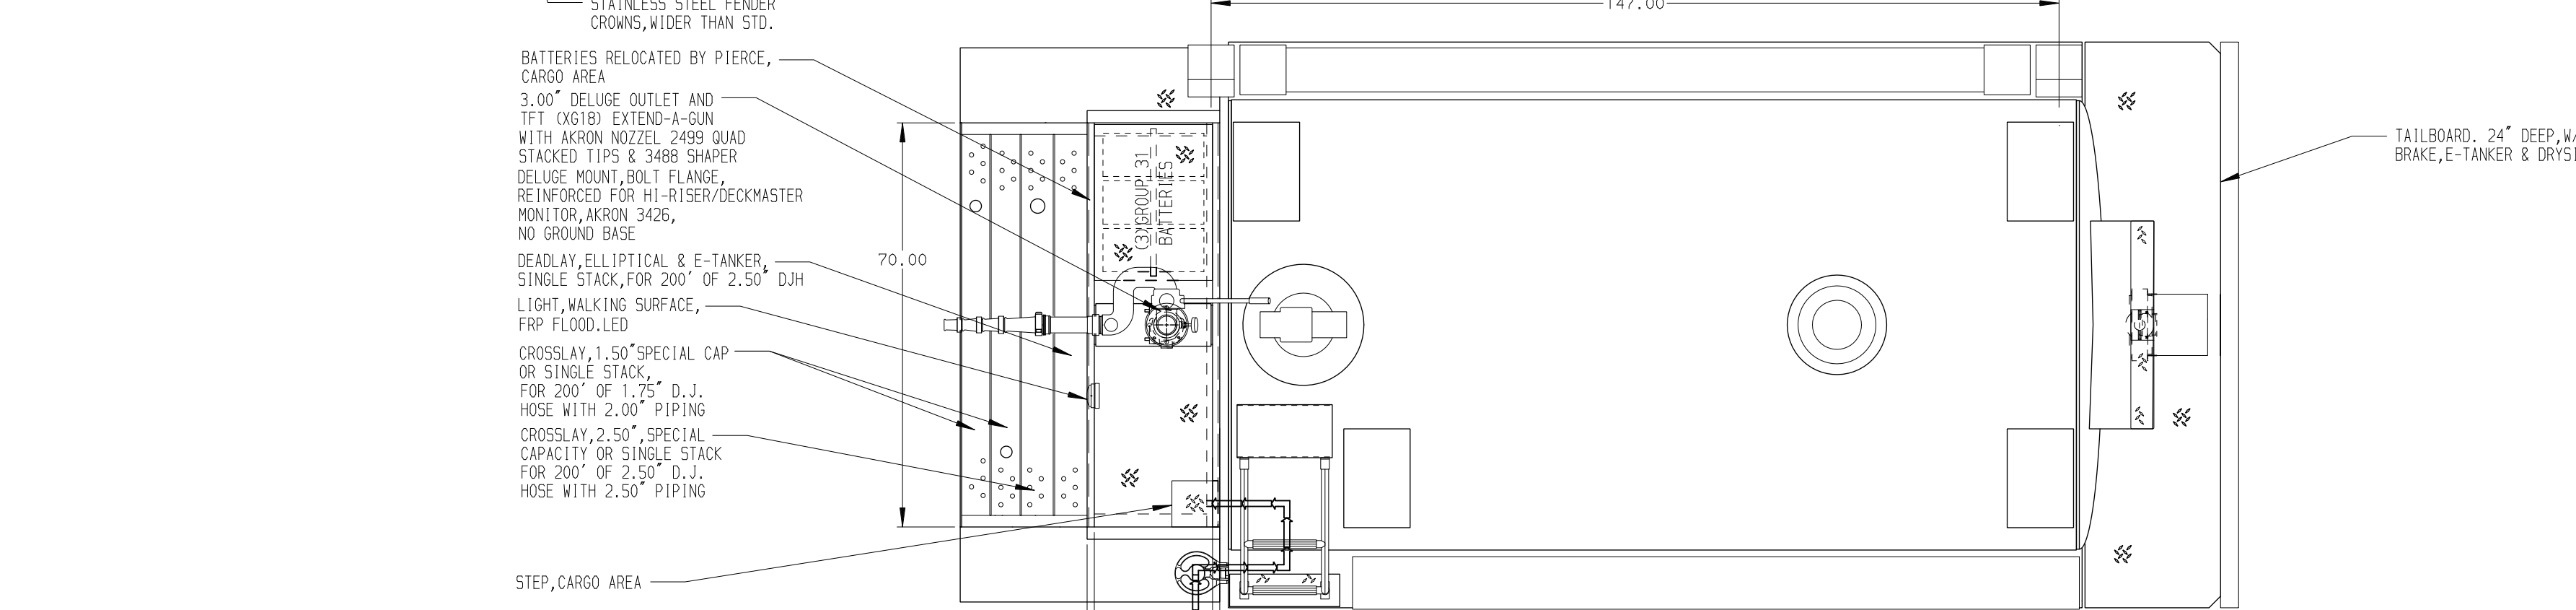 STAINLESS STEEL FENDER
CROWNS,WIDER THAN STD.
147.00
BATTERIES RELOCATED BY PIERCE,
CARGO AREA
3.00" DELUGE OUTLET AND
TFT (XG18) EXTEND-A-GUN
WITH AKRON NOZZEL 2499 QUAD
STACKED TIPS & 3488 SHAPER
DELUGE MOUNT,BOLT FLANGE,
REINFORCED FOR HI-RISER/DECKMASTER
MONITOR,AKRON 3426,
NO GROUND BASE
DEADLAY,ELLIPTICAL & E-TANKER,
SINGLE STACK,FOR 200' OF 2.50" DJH
LIGHT,WALKING SURFACE,
FRP FLOOD.LED
CROSSLAY,1.50"SPECIAL CAP
OR SINGLE STACK,
FOR 200' OF 1.75" D.J.
HOSE WITH 2.00" PIPING
CROSSLAY,2.50",SPECIAL
CAPACITY OR SINGLE STACK
FOR 200' OF 2.50" D.J.
HOSE WITH 2.50" PIPING
STEP,CARGO AREA
70.00
(3)GROUP 31
BATTERIES
TAILBOARD. 24" DEEP,W/
BRAKE,E-TANKER &